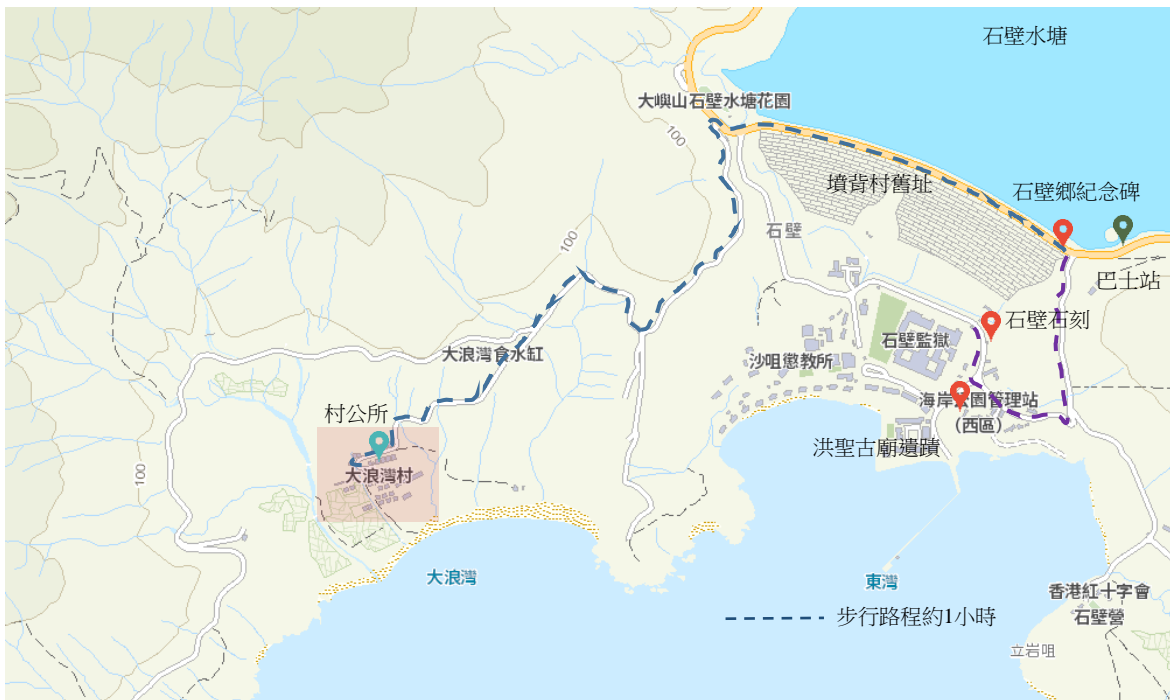 石壁水塘
大嶼山石壁水塘花園
100
墳背村舊址
石壁鄉紀念碑
石壁
100
巴士站
石壁石刻
石壁監獄
大浪灣食水缸
沙咀懲教所
海岸公園管理站
(西區)
村公所
洪聖古廟遺蹟
100
大浪灣村
大浪灣
東灣
香港紅十字會
石壁營
步行路程約1小時
立岩咀